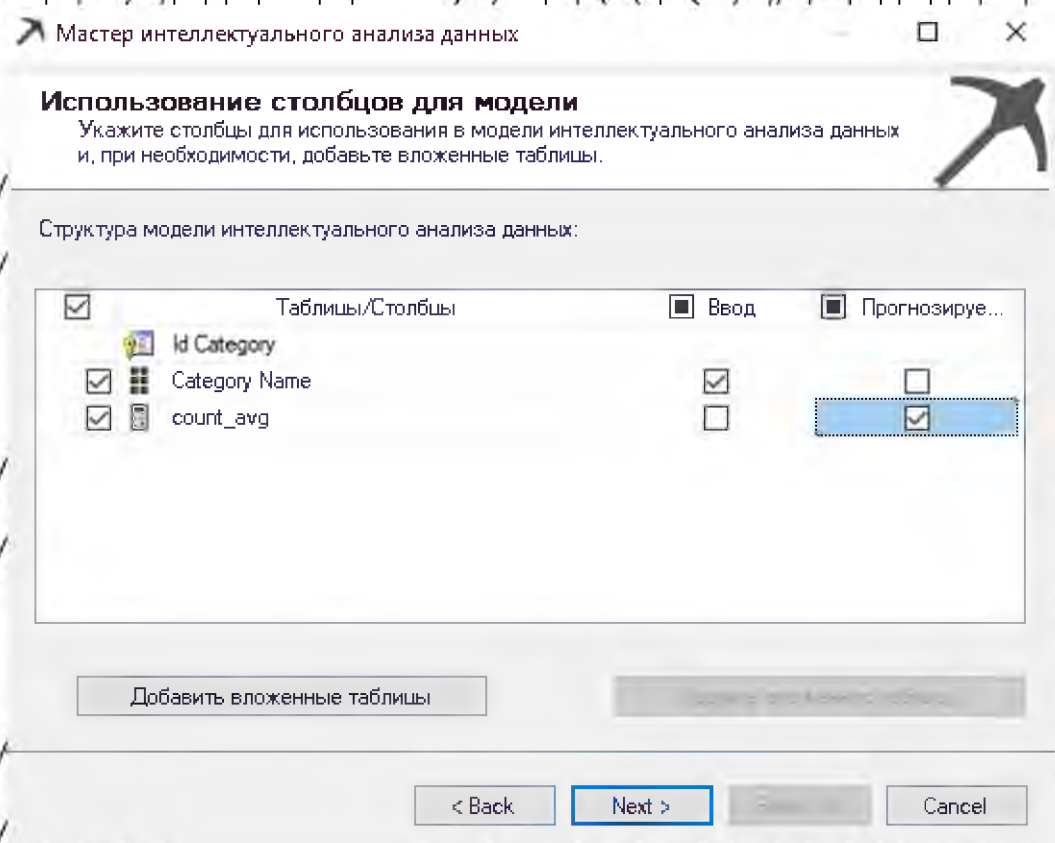 Мастер интеллектуального анализа данных
Использование столбцов для модели
Укажите столбцы для использования в модели интеллектуального анализа данных
и, при необходимости, добавьте вложенные таблицы.
Структура модели интеллектуального анализа данных:
Таблицы/Столбцы Ввод Прогнозируе...
Id Category
Category Name
count_avg
Добавить вложенные таблицы
< Back Next > Cancel